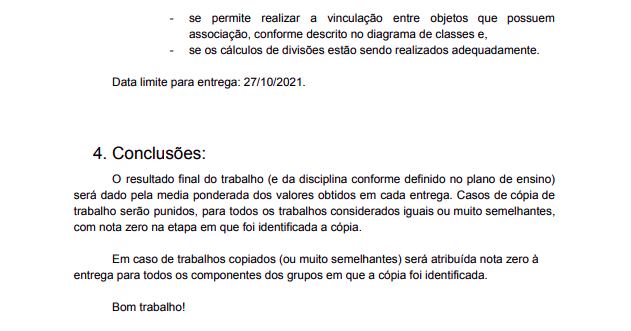 - se permite realizar a vinculação entre objetos que possuem
associação, conforme descrito no diagrama de classes e,
- se os cálculos de divisões estão sendo realizados adequadamente.
Data limite para entrega: 27/10/2021.
4. Conclusões:
O resultado final do trabalho (e da disciplina conforme definido no plano de ensino)
será dado pela media ponderada dos valores obtidos em cada entrega. Casos de cópia de
trabalho serão punidos, para todos os trabalhos considerados iguais ou muito semelhantes,
com nota zero na etapa em que foi identificada a cópia.
Em caso de trabalhos copiados (ou muito semelhantes) será atribuída nota zero à
entrega para todos os componentes dos grupos em que a cópia foi identificada.
Bom trabalho!